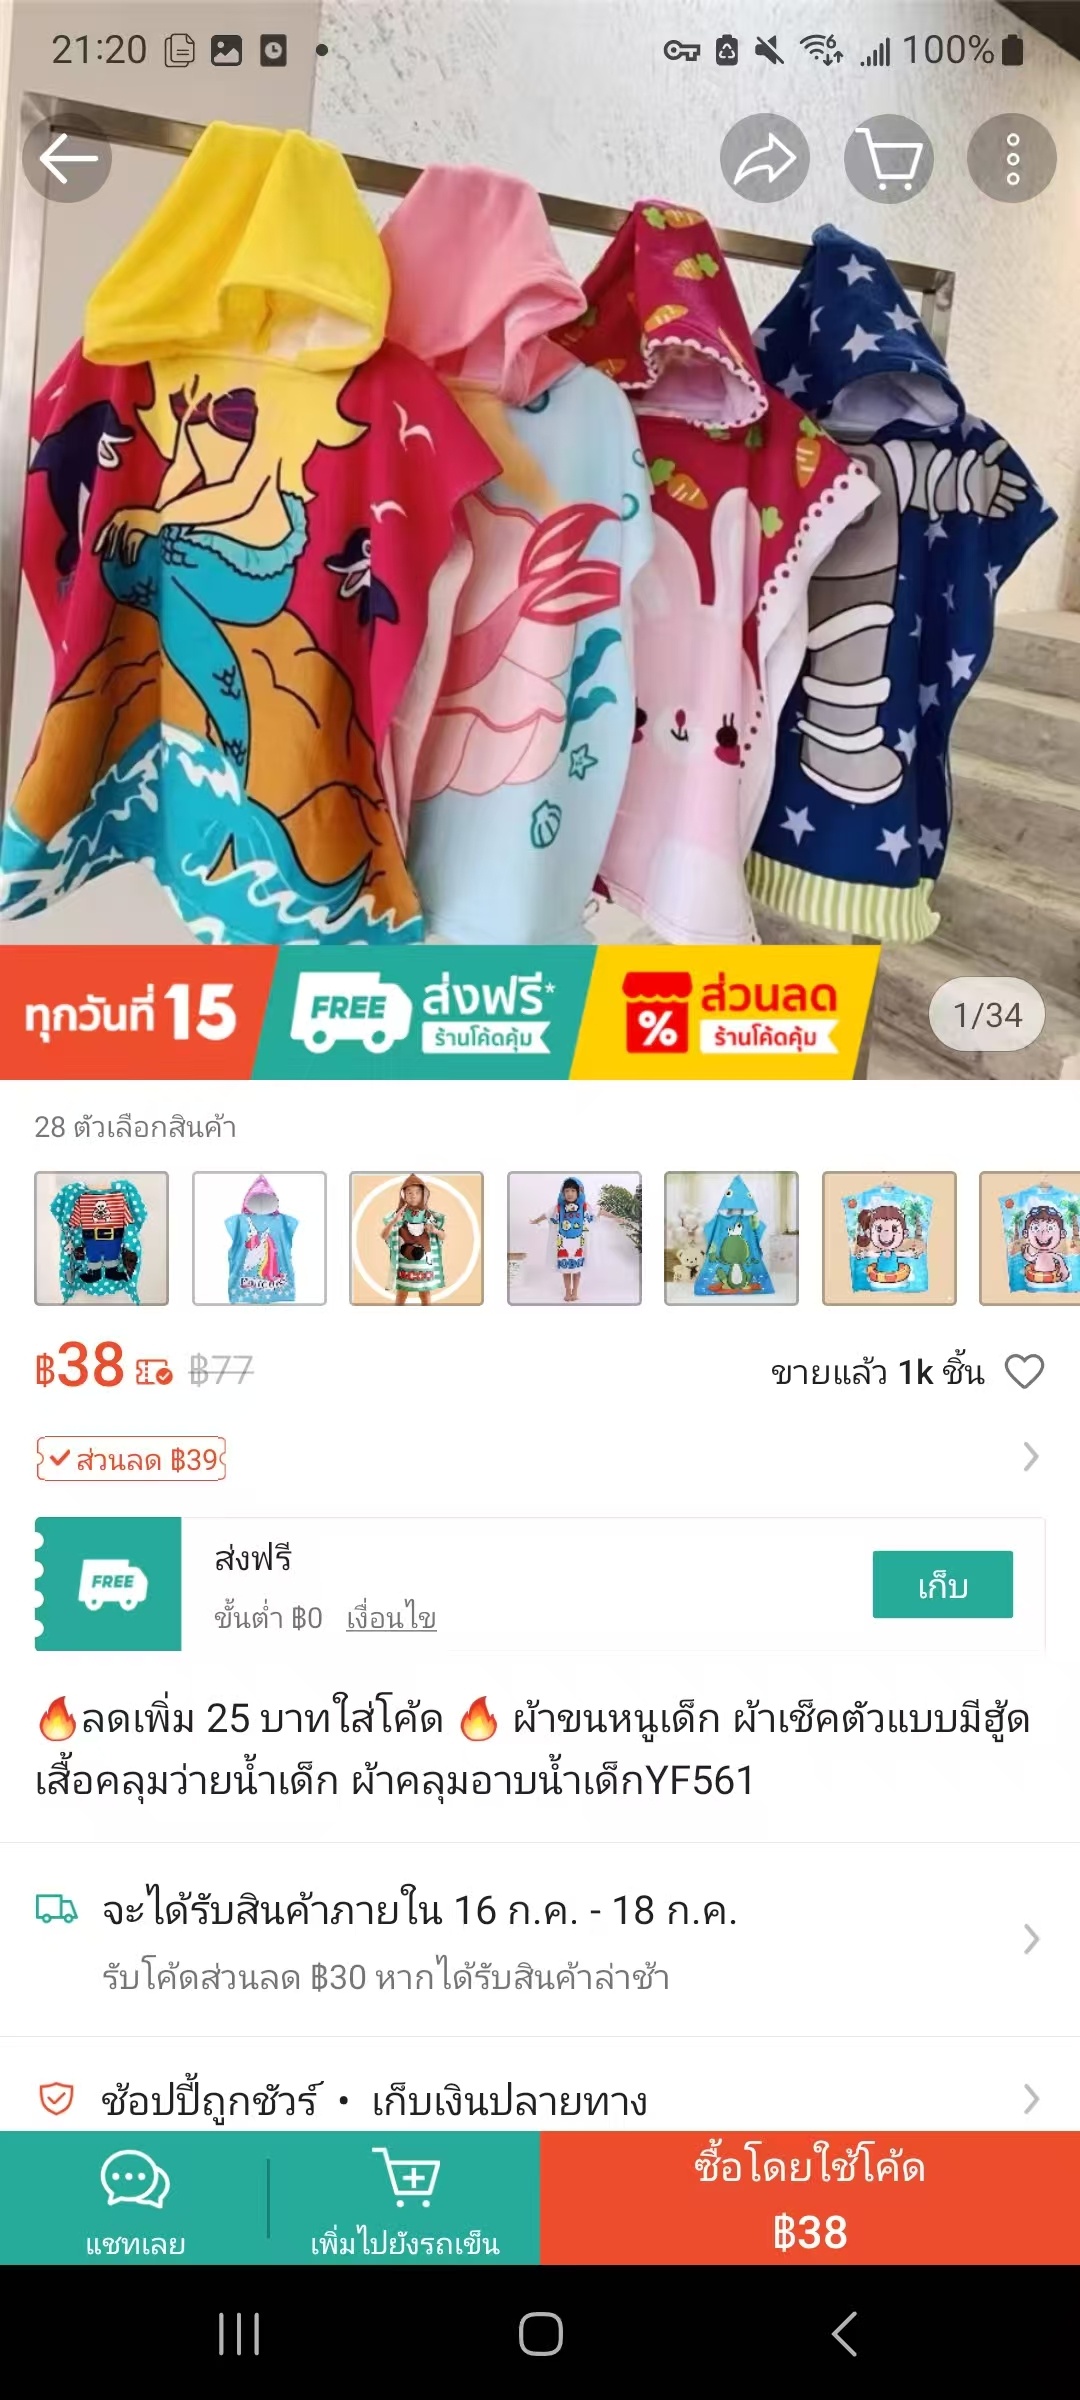 21:20
6
100%
ทุกวันที่ 15
FREE
ส่งฟรี*
ร้านโค้ดคุ้ม
%
ส่วนลด
ร้านโค้ดคุ้ม
1/34
28 ตัวเลือกสินค้า
฿38
฿77
ขายแล้ว 1k ชิ้น
ส่วนลด ฿39
FREE
ส่งฟรี
ขั้นต่ำ ฿0 เงื่อนไข
เก็บ
🔥ลดเพิ่ม 25 บาทใส่โค้ด 🔥 ผ้าขนหนูเด็ก ผ้าเช็คตัวแบบมีฮู้ด
เสื้อคลุมว่ายน้ำเด็ก ผ้าคลุมอาบน้ำเด็กYF561
จะได้รับสินค้าภายใน 16 ก.ค. - 18 ก.ค.
รับโค้ดส่วนลด ฿30 หากได้รับสินค้าล่าช้า
ช้อปปี้ถูกชัวร์ • เก็บเงินปลายทาง
แชทเลย
เพิ่มไปยังรถเข็น
ซื้อโดยใช้โค้ด
฿38